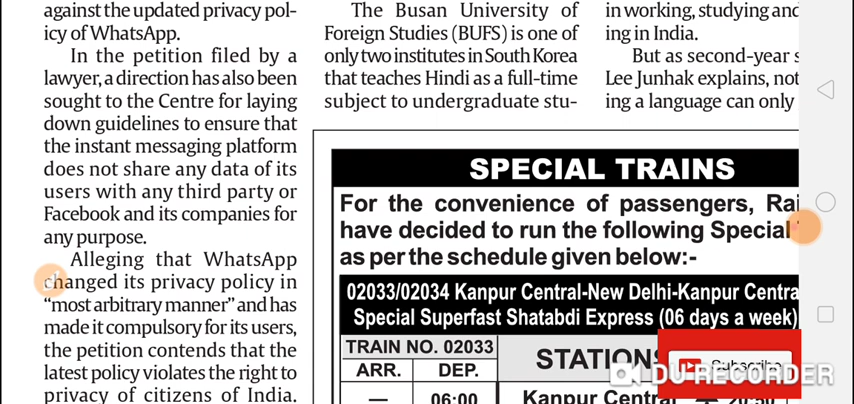 against the updated privacy pol-
icy of WhatsApp.
In the petition filed by a
lawyer, a direction has also been
sought to the Centre for laying
down guidelines to ensure that
the instant messaging platform
does not share any data of its
users with any third party or
Facebook and its companies for
any purpose.
Alleging that WhatsApp
changed its privacy policy in
"most arbitrary manner" and has
made it compulsory for its users,
the petition contends that the
latest policy violates the right to
privacy of citizens of India.
The Busan University of
Foreign Studies (BUFS) is one of
only two institutes in South Korea
that teaches Hindi as a full-time
subject to undergraduate stu-
in working, studying and
ing in India.
But as second-year s
Lee Junhak explains, not
ing a language can only
SPECIAL TRAINS
For the convenience of passengers, Rai
have decided to run the following Special
as per the schedule given below:-
02033/02034 Kanpur Central-New Delhi-Kanpur Centra
Special Superfast Shatabdi Express (06 days a week)
TRAIN NO. 02033
ARR. DEP. STATIONS
— 06:00 Kanpur Central 20:50
Subscribe
DU RECORDER